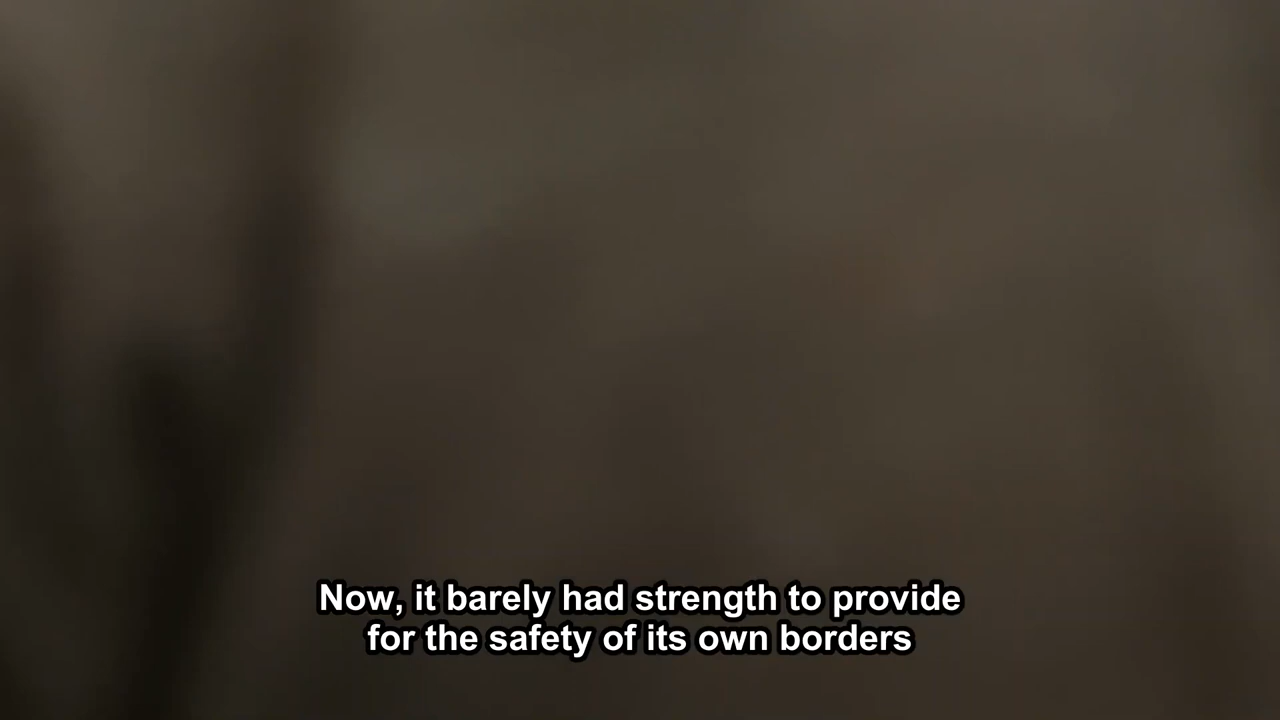 Now, it barely had strength to provide
for the safety of its own borders